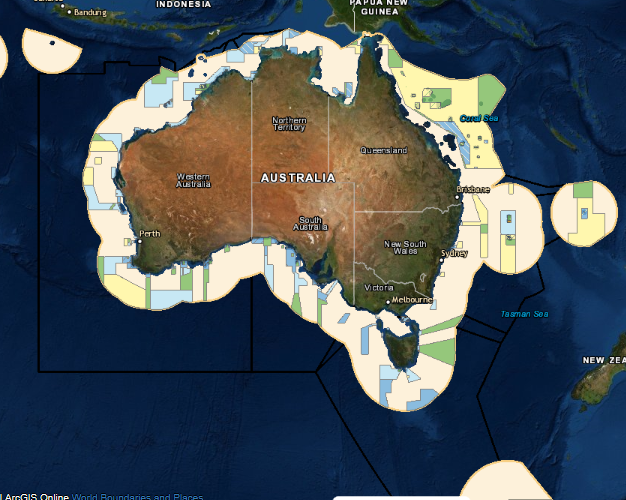 INDONESIA
Bandung
PAPUA NEW
GUINEA
Coral Sea
Northern
Territory
Queensland
Western
Australia
AUSTRALIA
Brisbane
South
Australia
Perth
New South
Wales
Sydney
Victoria
Melbourne
Tasman Sea
NEW ZEA
ArcGIS Online World Boundaries and Places